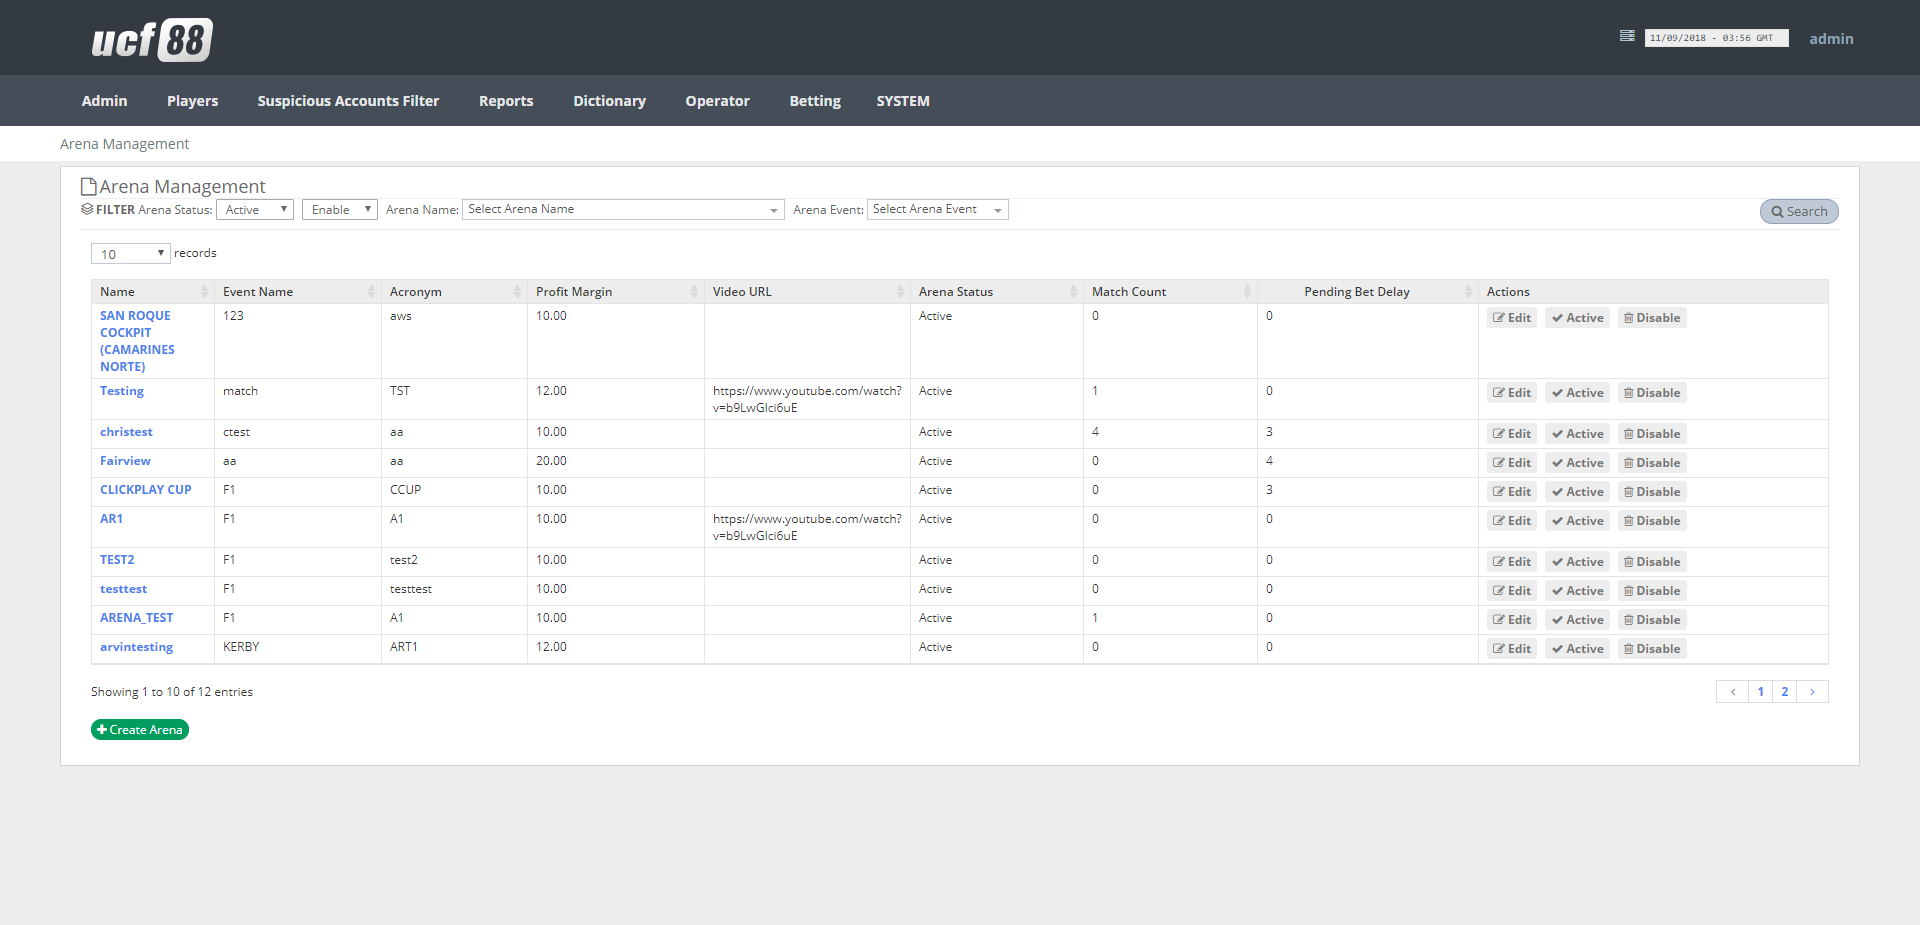 ucf 88
11/09/2018 - 03:56 GMT
admin
Admin Players Suspicious Accounts Filter Reports Dictionary Operator Betting SYSTEM
Arena Management
Arena Management
FILTER Arena Status: Active Enable Arena Name: Select Arena Name Arena Event: Select Arena Event Search
10 records
Name Event Name Acronym Profit Margin Video URL Arena Status Match Count Pending Bet Delay Actions
SAN ROQUE 123 aws 10.00 Active 0 0 Edit Active Disable
COCKPIT
(CAMARINES
NORTE)
Testing match TST 12.00 https://www.youtube.com/watch? Active 1 0 Edit Active Disable
v=b9LwGlci6uE
christest ctest aa 10.00 Active 4 3 Edit Active Disable
Fairview aa aa 20.00 Active 0 4 Edit Active Disable
CLICKPLAY CUP F1 CCUP 10.00 Active 0 3 Edit Active Disable
AR1 F1 A1 10.00 https://www.youtube.com/watch? Active 0 0 Edit Active Disable
v=b9LwGlci6uE
TEST2 F1 test2 10.00 Active 0 0 Edit Active Disable
testtest F1 testtest 10.00 Active 0 0 Edit Active Disable
ARENA_TEST F1 A1 10.00 Active 1 0 Edit Active Disable
arvintesting KERBY ART1 12.00 Active 0 0 Edit Active Disable
Showing 1 to 10 of 12 entries
‹ 1 2 ›
Create Arena